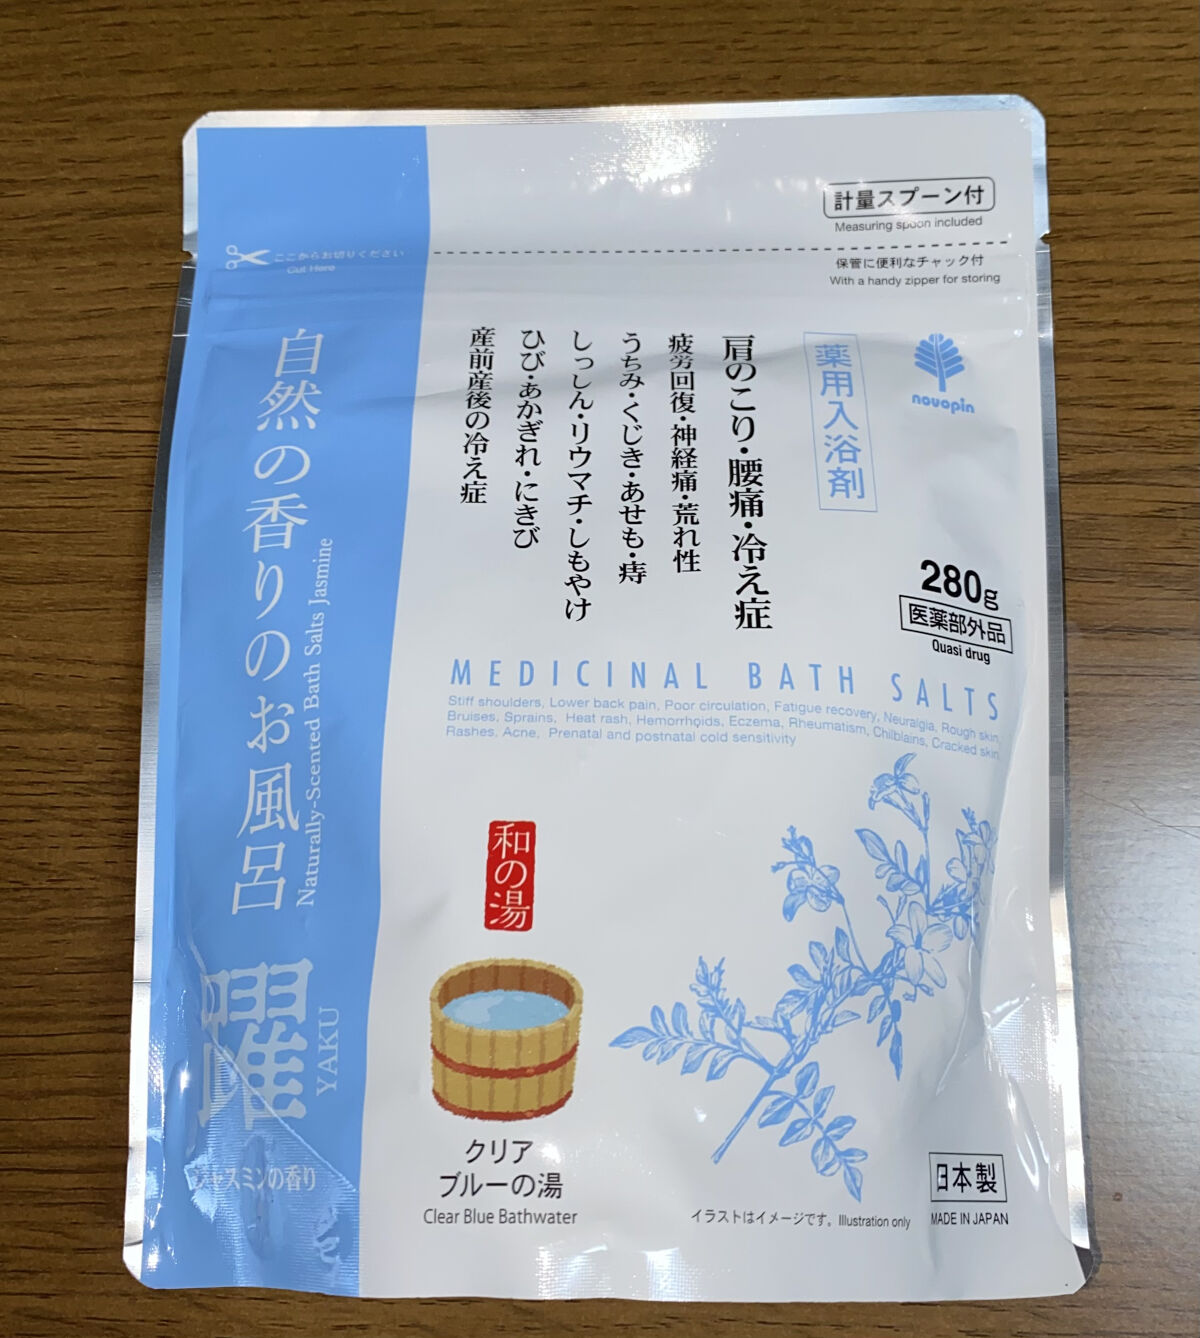 計量スプーン付
Measuring spoon included
ここからお切りください
Cut Here
保管に便利なチャック付
With a handy zipper for storing
novopin
薬用入浴剤
肩のこり・腰痛・冷え症
疲労回復・神経痛・荒れ性
うちみ・くじき・あせも・痔
しっしん・リウマチ・しもやけ
ひび・あかぎれ・にきび
産前産後の冷え症
280g
医薬部外品
Quasi drug
MEDICINAL BATH SALTS
Stiff shoulders, Lower back pain, Poor circulation, Fatigue recovery, Neuralgia, Rough skin,
Bruises, Sprains, Heat rash, Hemorrhoids, Eczema, Rheumatism, Chilblains, Cracked skin,
Rashes, Acne, Prenatal and postnatal cold sensitivity
自然の香りのお風呂
Naturally-Scented Bath Salts Jasmine
曜
YAKU
ジャスミンの香り
和の湯
クリア
ブルーの湯
Clear Blue Bathwater
イラストはイメージです。Illustration only
日本製
MADE IN JAPAN